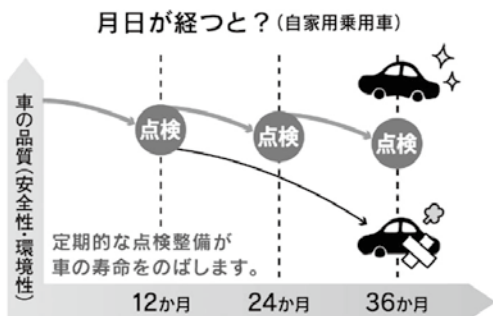 月日が経つと？（自家用乗用車）
車の品質（安全性・環境性）
点検
点検
点検
定期的な点検整備が
車の寿命をのばします。
12か月
24か月
36か月